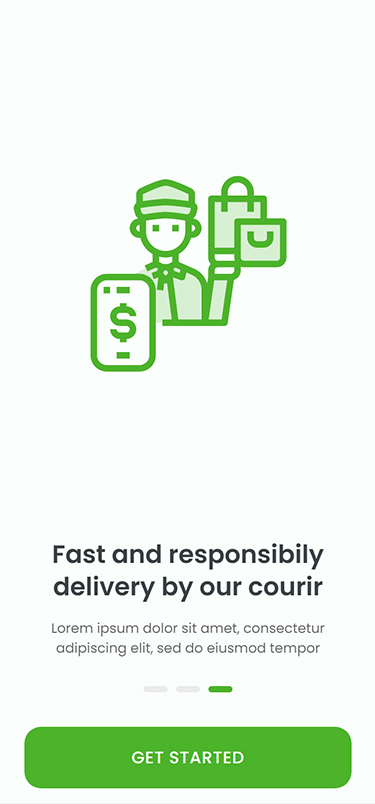 $
Fast and responsibily
delivery by our courir
Lorem ipsum dolor sit amet, consectetur
adipiscing elit, sed do eiusmod tempor
GET STARTED